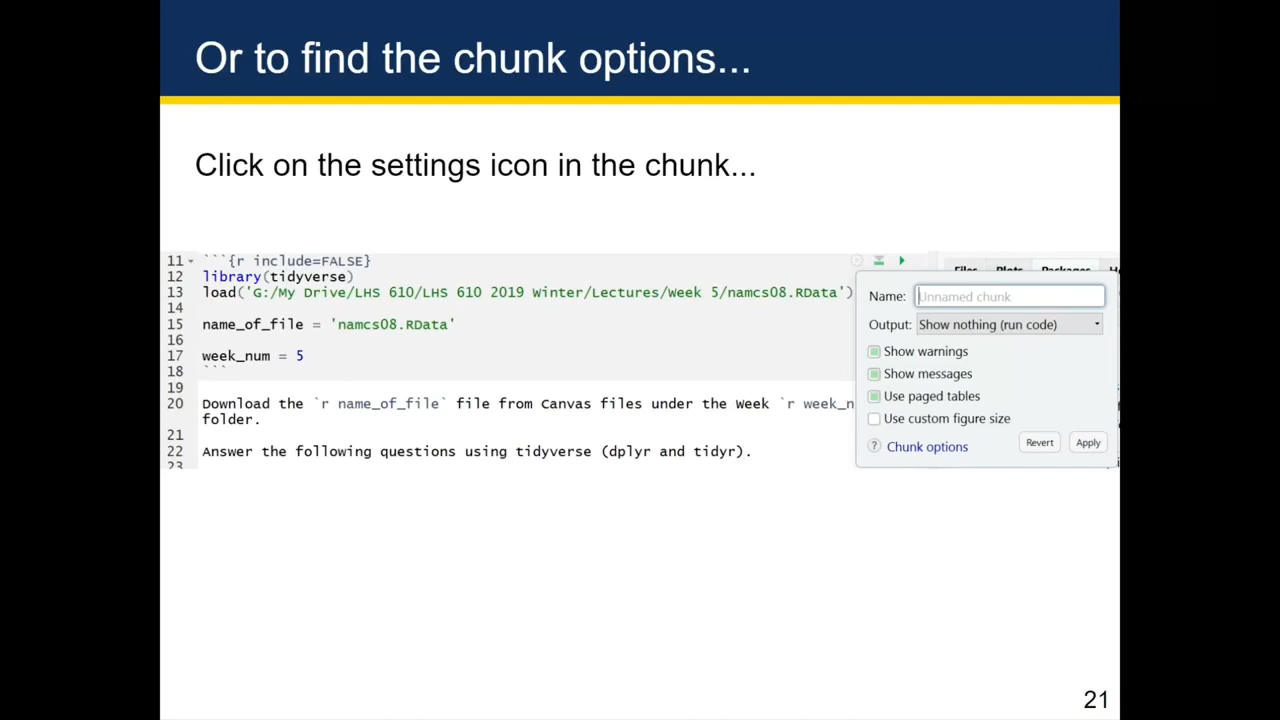 Or to find the chunk options...
Click on the settings icon in the chunk...
11 ```{r include=FALSE}
12 library(tidyverse)
13 load('G:/My Drive/LHS 610/LHS 610 2019 Winter/Lectures/Week 5/namcs08.RData')
14
15 name_of_file = 'namcs08.RData'
16
17 week_num = 5
18 ```
19
20 Download the `r name_of_file` file from Canvas files under the Week `r week_n
folder.
21
22 Answer the following questions using tidyverse (dplyr and tidyr).
23
Files Plots Packages
Name: Unnamed chunk
Output: Show nothing (run code)
Show warnings
Show messages
Use paged tables
Use custom figure size
? Chunk options Revert Apply
21